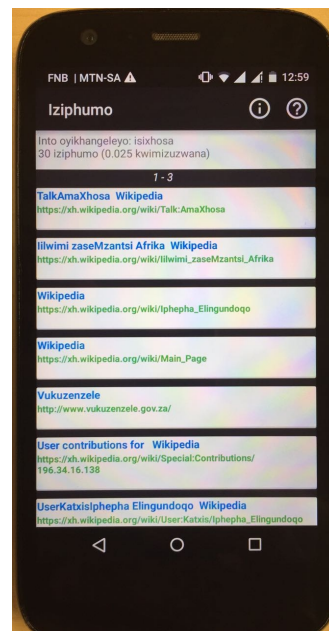 FNB | MTN-SA
12:59
Iziphumo
Into oyikhangeleyo: isixhosa
30 iziphumo (0.025 kwimizuzwana)
1 - 3
TalkAmaXhosa Wikipedia
https://xh.wikipedia.org/wiki/Talk:AmaXhosa
Iilwimi zaseMzantsi Afrika Wikipedia
https://xh.wikipedia.org/wiki/Iilwimi_zaseMzantsi_Afrika
Wikipedia
https://xh.wikipedia.org/wiki/Iphepha_Elingundoqo
Wikipedia
https://xh.wikipedia.org/wiki/Main_Page
Vukuzenzele
http://www.vukuzenzele.gov.za/
User contributions for Wikipedia
https://xh.wikipedia.org/wiki/Special:Contributions/
196.34.16.138
UserKatxisIphepha Elingundoqo Wikipedia
https://xh.wikipedia.org/wiki/User:Katxis/Iphepha_Elingundoqo